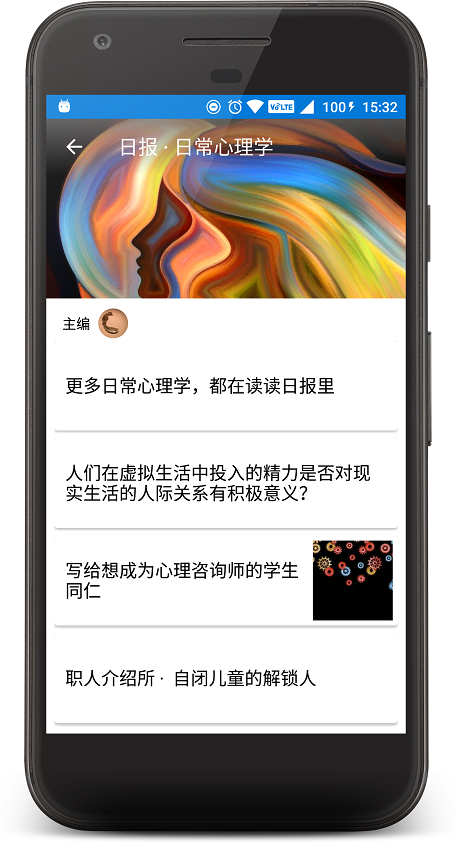 VoLTE 100 15:32
日报 · 日常心理学
主编
更多日常心理学，都在读读日报里
人们在虚拟生活中投入的精力是否对现
实生活的人际关系有积极意义？
写给想成为心理咨询师的学生
同仁
职人介绍所 · 自闭儿童的解锁人